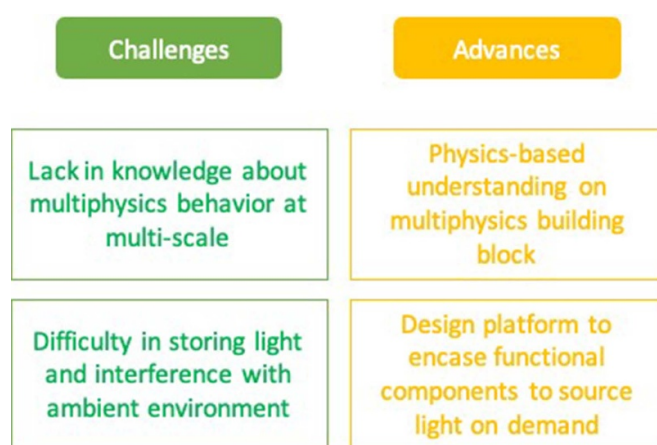 Challenges
Advances
Lack in knowledge about
multiphysics behavior at
multi-scale
Physics-based
understanding on
multiphysics building
block
Difficulty in storing light
and interference with
ambient environment
Design platform to
encase functional
components to source
light on demand